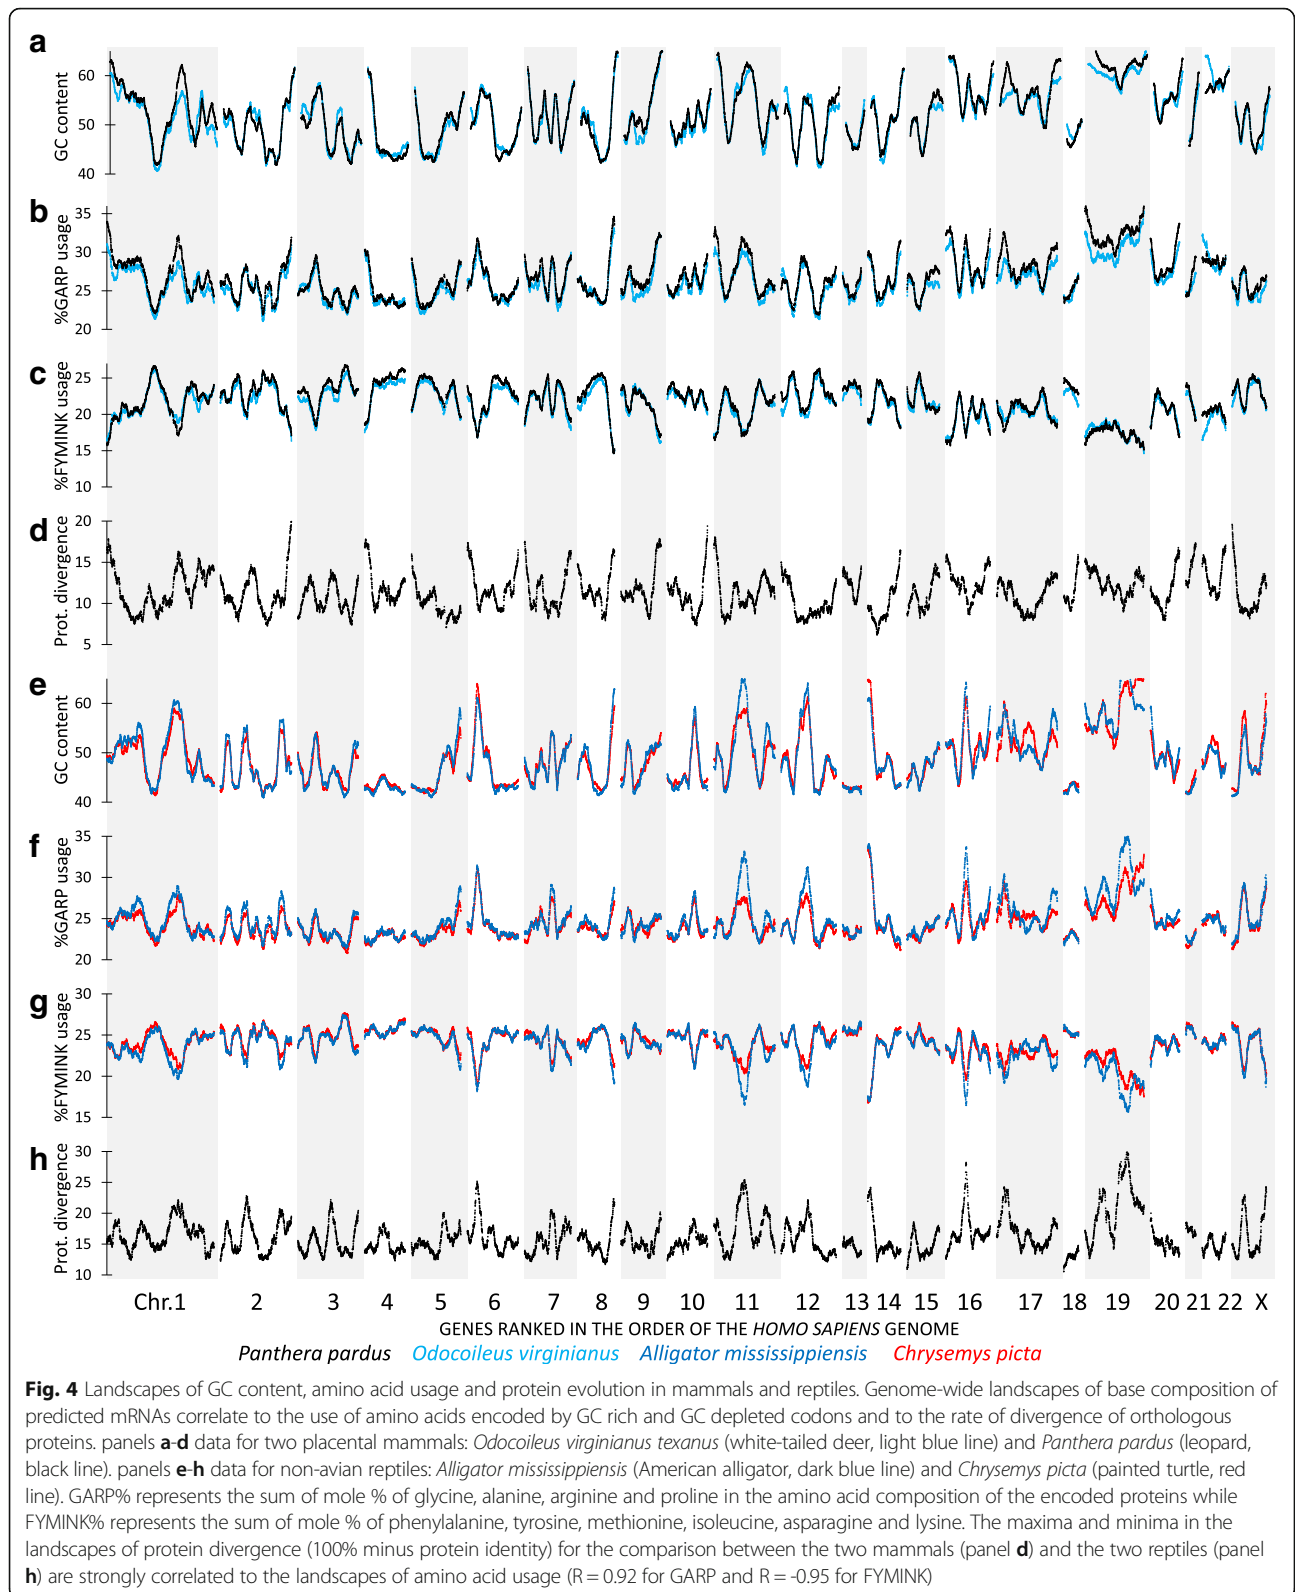 a
GC content
60
50
40
b
%GARP usage
35
30
25
20
c
%FYMINK usage
25
20
15
10
d
Prot. divergence
20
15
10
5
e
GC content
60
50
40
f
%GARP usage
35
30
25
20
g
%FYMINK usage
30
25
20
15
h
Prot. divergence
30
25
20
15
10
Chr.1 2 3 4 5 6 7 8 9 10 11 12 13 14 15 16 17 18 19 20 21 22 X
GENES RANKED IN THE ORDER OF THE HOMO SAPIENS GENOME
Panthera pardus Odocoileus virginianus Alligator mississippiensis Chrysemys picta
Fig. 4 Landscapes of GC content, amino acid usage and protein evolution in mammals and reptiles. Genome-wide landscapes of base composition of
predicted mRNAs correlate to the use of amino acids encoded by GC rich and GC depleted codons and to the rate of divergence of orthologous
proteins. panels a-d data for two placental mammals: Odocoileus virginianus texanus (white-tailed deer, light blue line) and Panthera pardus (leopard,
black line). panels e-h data for non-avian reptiles: Alligator mississippiensis (American alligator, dark blue line) and Chrysemys picta (painted turtle, red
line). GARP% represents the sum of mole % of glycine, alanine, arginine and proline in the amino acid composition of the encoded proteins while
FYMINK% represents the sum of mole % of phenylalanine, tyrosine, methionine, isoleucine, asparagine and lysine. The maxima and minima in the
landscapes of protein divergence (100% minus protein identity) for the comparison between the two mammals (panel d) and the two reptiles (panel
h) are strongly correlated to the landscapes of amino acid usage (R = 0.92 for GARP and R = -0.95 for FYMINK)